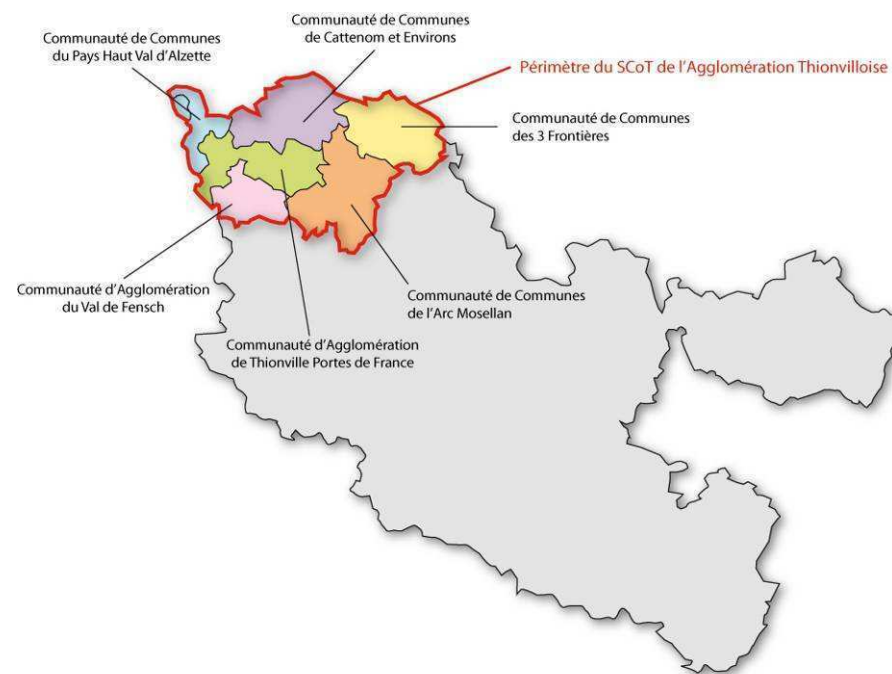 Communauté de Communes
du Pays Haut Val d'Alzette
Communauté de Communes
de Cattenom et Environs
Périmètre du SCoT de l'Agglomération Thionvilloise
Communauté de Communes
des 3 Frontières
Communauté d'Agglomération
du Val de Fensch
Communauté de Communes
de l'Arc Mosellan
Communauté d'Agglomération
de Thionville Portes de France